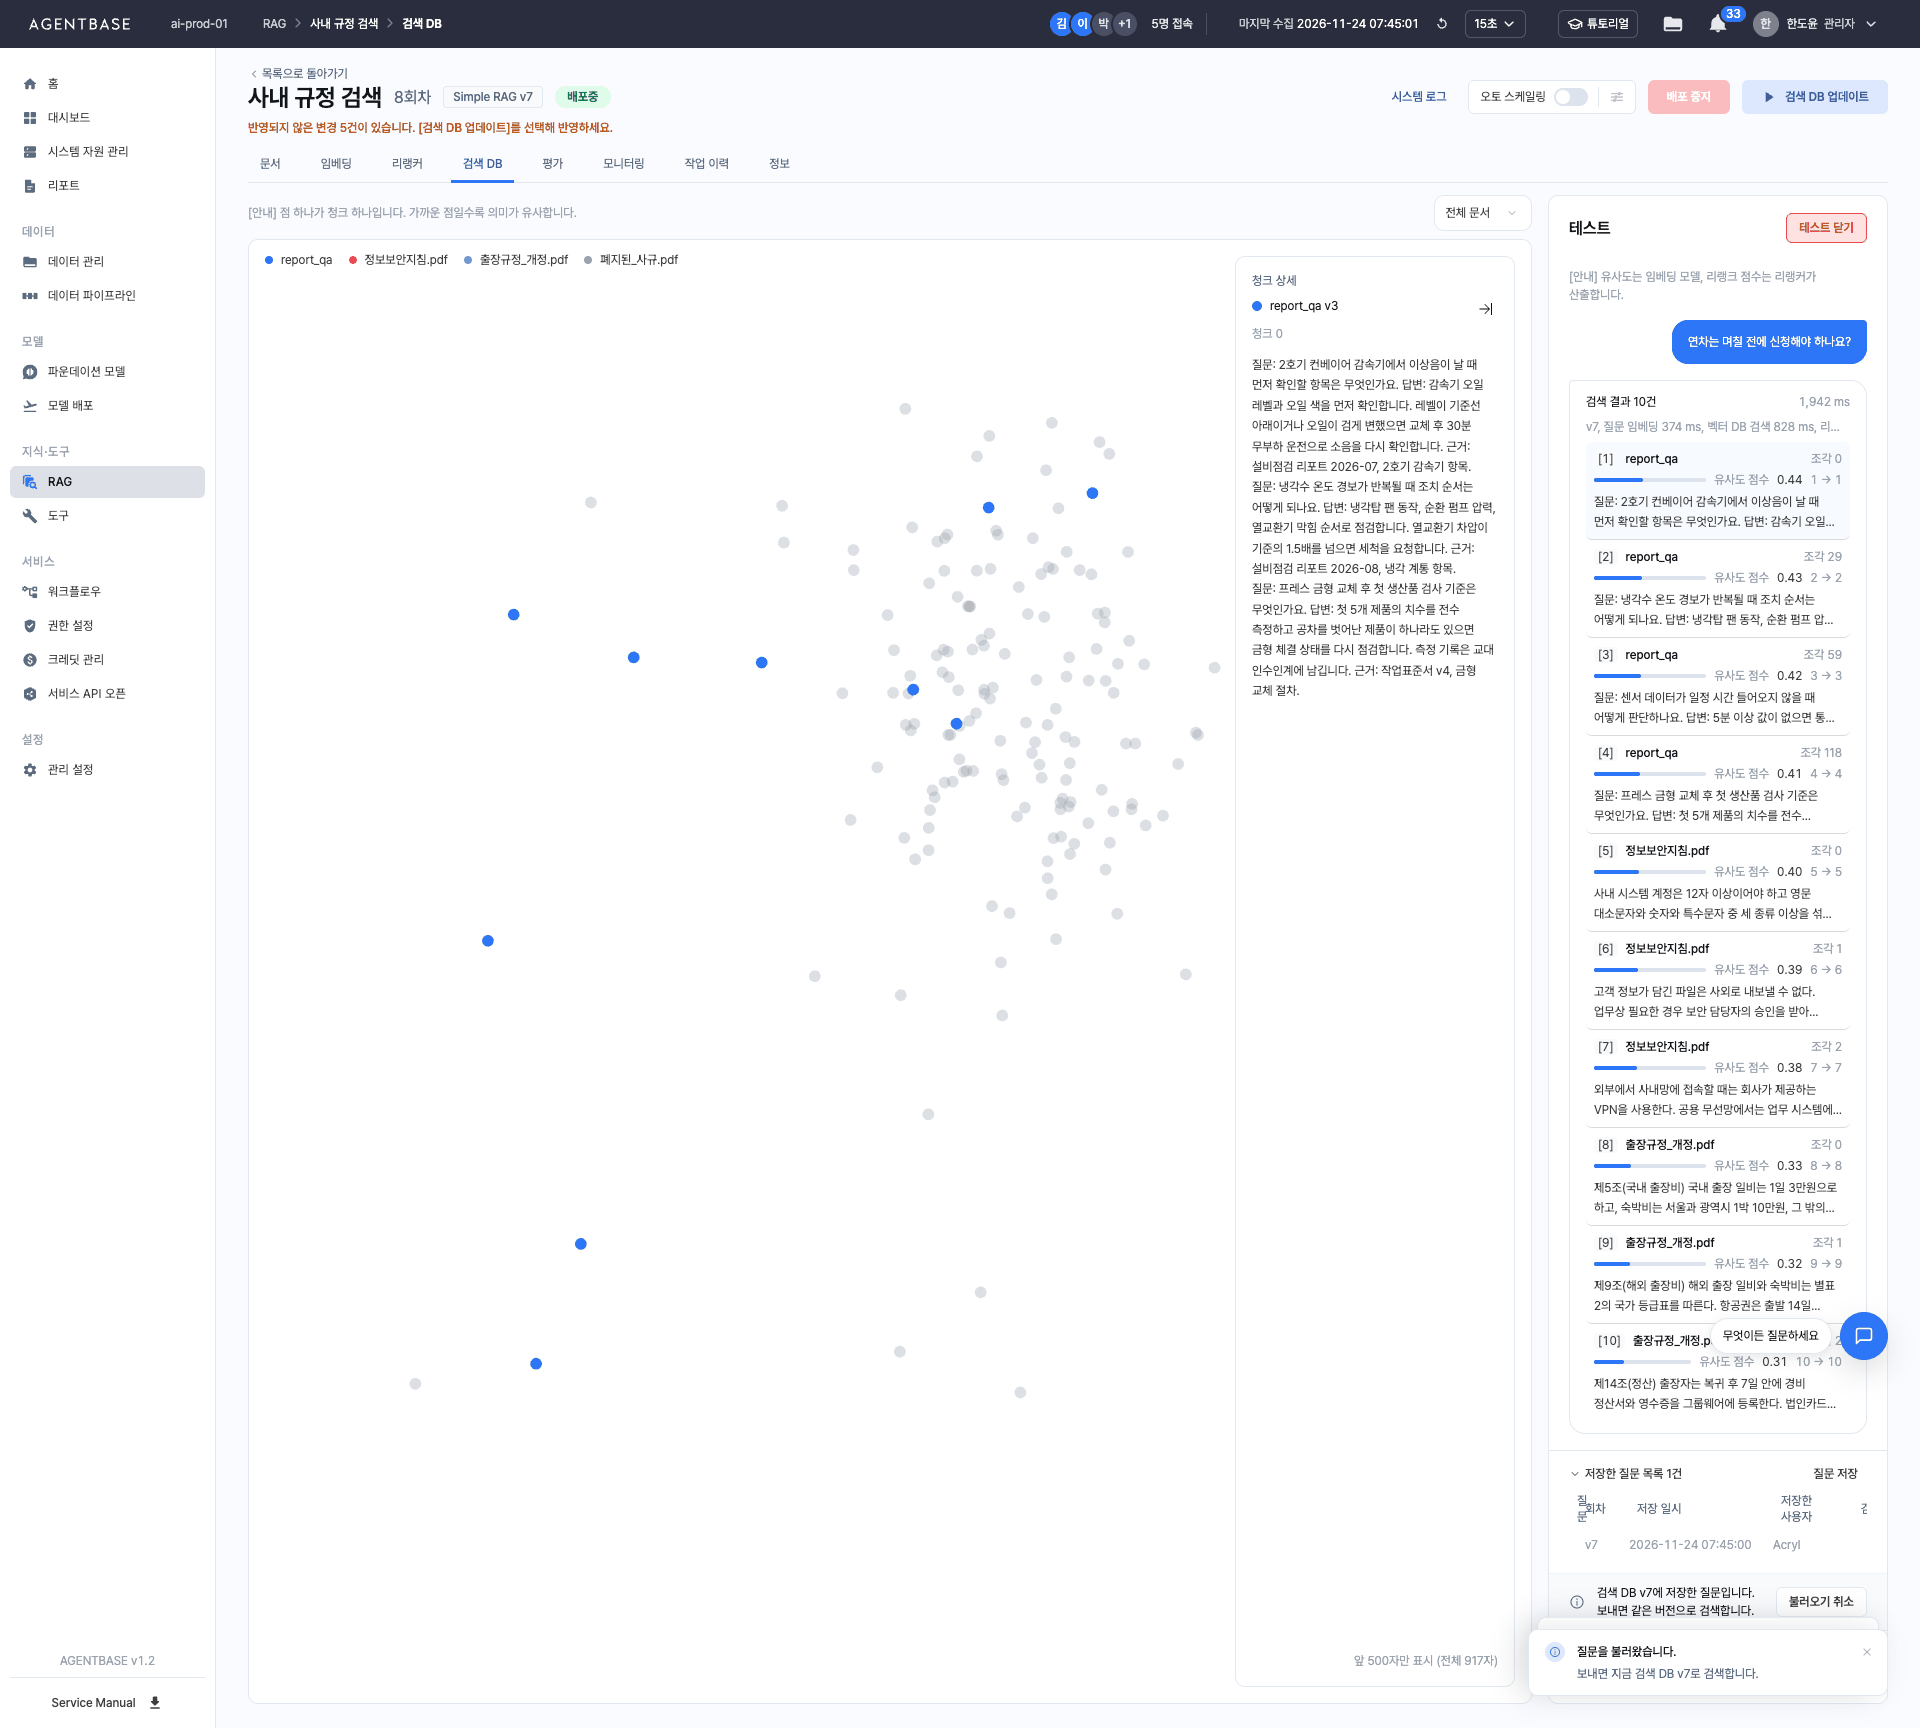 AGENTBASE
ai-prod-01
RAG
사내 규정 검색
검색 DB
김
이
박
+1
5명 접속
마지막 수집 2026-11-24 07:45:01
15초
튜토리얼
33
한
한도윤 관리자
홈
대시보드
시스템 자원 관리
리포트
데이터
데이터 관리
데이터 파이프라인
모델
파운데이션 모델
모델 배포
지식·도구
RAG
도구
서비스
워크플로우
권한 설정
크레딧 관리
서비스 API 오픈
설정
관리 설정
AGENTBASE v1.2
Service Manual
목록으로 돌아가기
사내 규정 검색
8회차
Simple RAG v7
배포중
반영되지 않은 변경 5건이 있습니다. [검색 DB 업데이트]를 선택해 반영하세요.
시스템 로그
오토 스케일링
배포 중지
검색 DB 업데이트
문서
임베딩
리랭커
검색 DB
평가
모니터링
작업 이력
정보
[안내] 점 하나가 청크 하나입니다. 가까운 점일수록 의미가 유사합니다.
전체 문서
report_qa
정보보안지침.pdf
출장규정_개정.pdf
폐지된_사규.pdf
청크 상세
report_qa v3
청크 0
질문: 2호기 컨베이어 감속기에서 이상음이 날 때
먼저 확인할 항목은 무엇인가요. 답변: 감속기 오일
레벨과 오일 색을 먼저 확인합니다. 레벨이 기준선
아래이거나 오일이 검게 변했으면 교체 후 30분
무부하 운전으로 소음을 다시 확인합니다. 근거:
설비점검 리포트 2026-07, 2호기 감속기 항목.
질문: 냉각수 온도 경보가 반복될 때 조치 순서는
어떻게 되나요. 답변: 냉각탑 팬 동작, 순환 펌프 압력,
열교환기 막힘 순서로 점검합니다. 열교환기 차압이
기준의 1.5배를 넘으면 세척을 요청합니다. 근거:
설비점검 리포트 2026-08, 냉각 계통 항목.
질문: 프레스 금형 교체 후 첫 생산품 검사 기준은
무엇인가요. 답변: 첫 5개 제품의 치수를 전수
측정하고 공차를 벗어난 제품이 하나라도 있으면
금형 체결 상태를 다시 점검합니다. 측정 기록은 교대
인수인계에 남깁니다. 근거: 작업표준서 v4, 금형
교체 절차.
앞 500자만 표시 (전체 917자)
테스트
테스트 닫기
[안내] 유사도는 임베딩 모델, 리랭크 점수는 리랭커가
산출합니다.
연차는 며칠 전에 신청해야 하나요?
검색 결과 10건
1,942 ms
v7, 질문 임베딩 374 ms, 벡터 DB 검색 828 ms, 리...
[1] report_qa 조각 0
유사도 점수 0.44 1 → 1
질문: 2호기 컨베이어 감속기에서 이상음이 날 때
먼저 확인할 항목은 무엇인가요. 답변: 감속기 오일...
[2] report_qa 조각 29
유사도 점수 0.43 2 → 2
질문: 냉각수 온도 경보가 반복될 때 조치 순서는
어떻게 되나요. 답변: 냉각탑 팬 동작, 순환 펌프 압...
[3] report_qa 조각 59
유사도 점수 0.42 3 → 3
질문: 센서 데이터가 일정 시간 들어오지 않을 때
어떻게 판단하나요. 답변: 5분 이상 값이 없으면 통...
[4] report_qa 조각 118
유사도 점수 0.41 4 → 4
질문: 프레스 금형 교체 후 첫 생산품 검사 기준은
무엇인가요. 답변: 첫 5개 제품의 치수를 전수...
[5] 정보보안지침.pdf 조각 0
유사도 점수 0.40 5 → 5
사내 시스템 계정은 12자 이상이어야 하고 영문
대소문자와 숫자와 특수문자 중 세 종류 이상을 섞...
[6] 정보보안지침.pdf 조각 1
유사도 점수 0.39 6 → 6
고객 정보가 담긴 파일은 사외로 내보낼 수 없다.
업무상 필요한 경우 보안 담당자의 승인을 받아...
[7] 정보보안지침.pdf 조각 2
유사도 점수 0.38 7 → 7
외부에서 사내망에 접속할 때는 회사가 제공하는
VPN을 사용한다. 공용 무선망에서는 업무 시스템에...
[8] 출장규정_개정.pdf 조각 0
유사도 점수 0.33 8 → 8
제5조(국내 출장비) 국내 출장 일비는 1일 3만원으로
하고, 숙박비는 서울과 광역시 1박 10만원, 그 밖의...
[9] 출장규정_개정.pdf 조각 1
유사도 점수 0.32 9 → 9
제9조(해외 출장비) 해외 출장 일비와 숙박비는 별표
2의 국가 등급표를 따른다. 항공권은 출발 14일...
[10] 출장규정_개정.p 2
무엇이든 질문하세요
유사도 점수 0.31 10 → 10
제14조(정산) 출장자는 복귀 후 7일 안에 경비
정산서와 영수증을 그룹웨어에 등록한다. 법인카드...
저장한 질문 목록 1건
질문 저장
질문
회차
저장 일시
저장한
사용자
v7
2026-11-24 07:45:00
Acryl
검색 DB v7에 저장한 질문입니다.
보내면 같은 버전으로 검색합니다.
불러오기 취소
질문을 불러왔습니다.
보내면 지금 검색 DB v7로 검색합니다.